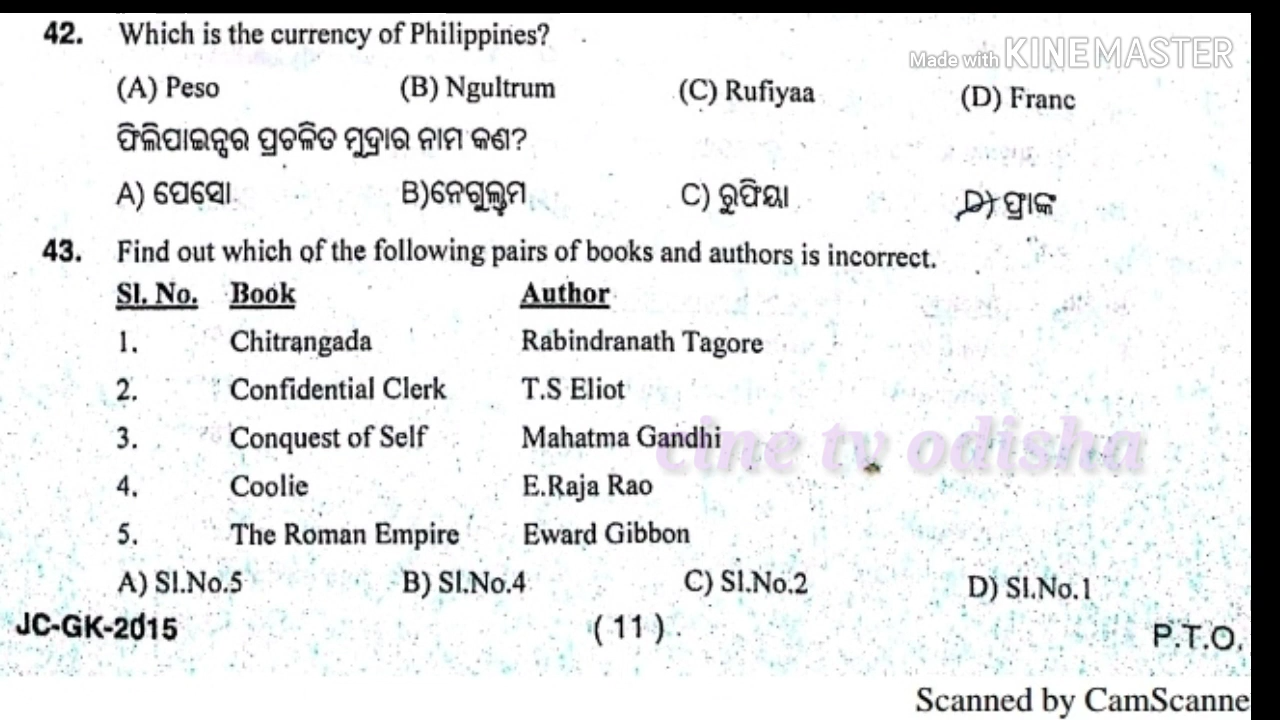 42. Which is the currency of Philippines?
Made with KINEMASTER
(A) Peso (B) Ngultrum (C) Rufiyaa (D) Franc
ଫିଲିପାଇନ୍ସର ପ୍ରଚଳିତ ମୁଦ୍ରାର ନାମ କଣ?
A) ପେସୋ B)ନେଗୁଲ୍ଟ୍ରମ C) ରୁଫିୟା D) ଫ୍ରାଙ୍କ
43. Find out which of the following pairs of books and authors is incorrect.
Sl. No. Book Author
1. Chitrangada Rabindranath Tagore
2. Confidential Clerk T.S Eliot
3. Conquest of Self Mahatma Gandhi
cine tv odisha
4. Coolie E.Raja Rao
5. The Roman Empire Eward Gibbon
A) Sl.No.5 B) Sl.No.4 C) Sl.No.2 D) Sl.No.1
JC-GK-2015 ( 11 ) P.T.O.
Scanned by CamScanne